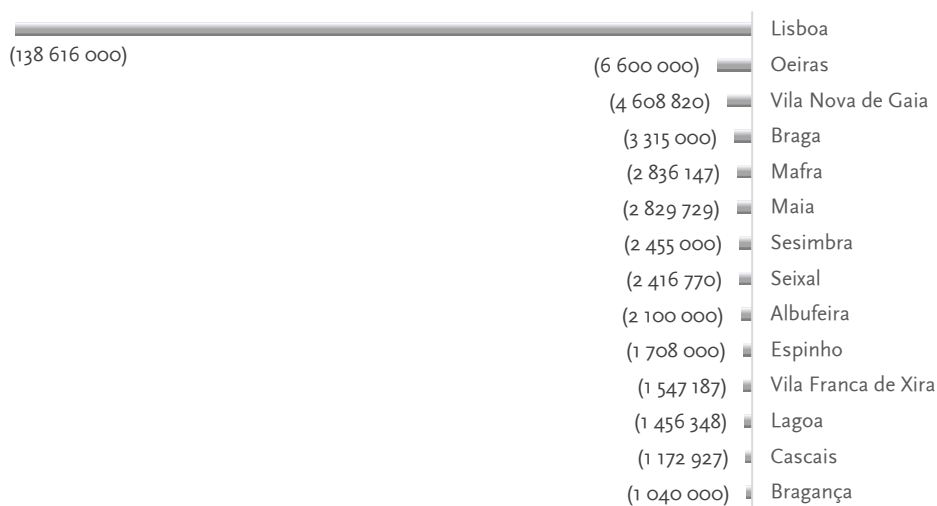 Lisboa
(138 616 000)
(6 600 000) Oeiras
(4 608 820) Vila Nova de Gaia
(3 315 000) Braga
(2 836 147) Mafra
(2 829 729) Maia
(2 455 000) Sesimbra
(2 416 770) Seixal
(2 100 000) Albufeira
(1 708 000) Espinho
(1 547 187) Vila Franca de Xira
(1 456 348) Lagoa
(1 172 927) Cascais
(1 040 000) Bragança